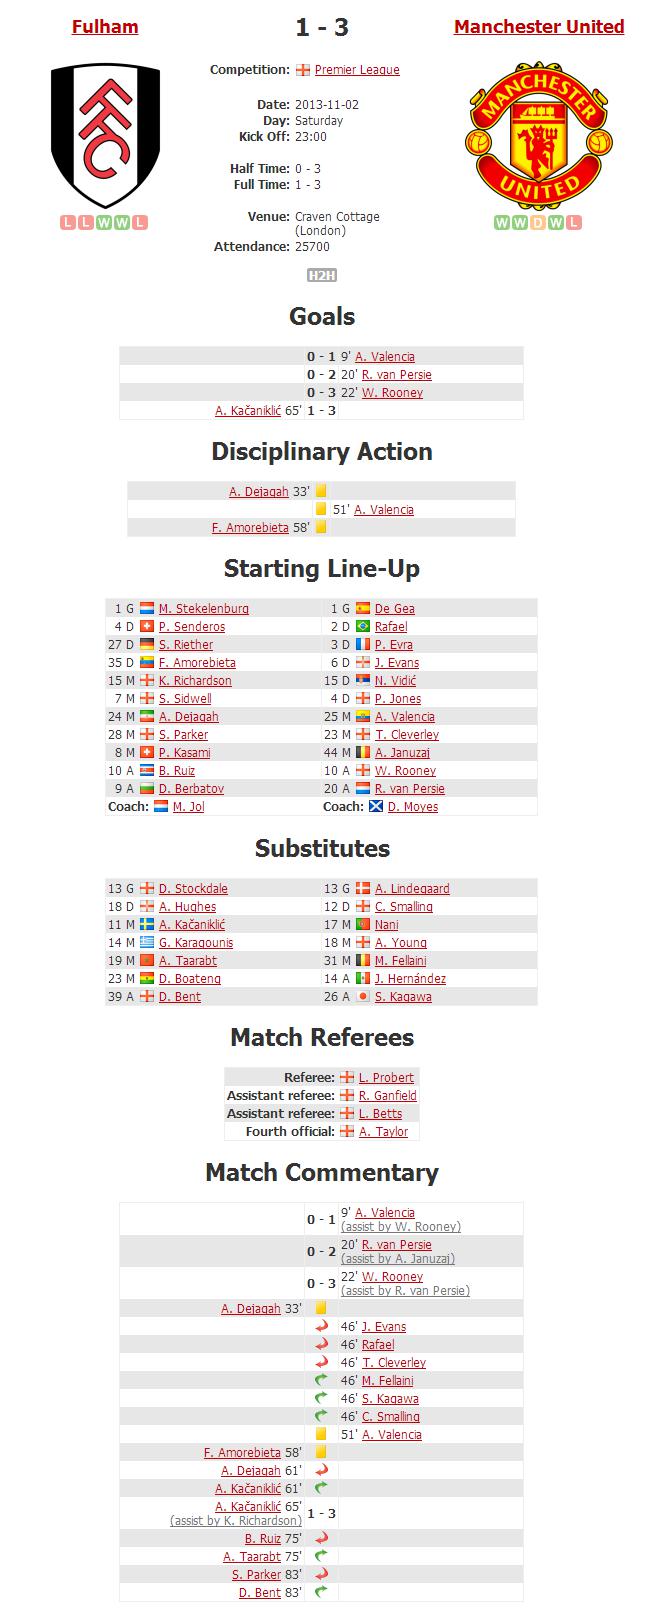 Fulham
1 - 3
Manchester United
Competition: Premier League
Date: 2013-11-02
Day: Saturday
Kick Off: 23:00
Half Time: 0 - 3
Full Time: 1 - 3
Venue: Craven Cottage
(London)
Attendance: 25700
FFC
MANCHESTER
UNITED
L L W W L
W W D W L
H2H
Goals
0 - 1 9' A. Valencia
0 - 2 20' R. van Persie
0 - 3 22' W. Rooney
A. Kačaniklić 65' 1 - 3
Disciplinary Action
A. Dejagah 33'
51' A. Valencia
F. Amorebieta 58'
Starting Line-Up
1 G M. Stekelenburg 1 G De Gea
4 D P. Senderos 2 D Rafael
27 D S. Riether 3 D P. Evra
35 D F. Amorebieta 6 D J. Evans
15 M K. Richardson 15 D N. Vidić
7 M S. Sidwell 4 D P. Jones
24 M A. Dejagah 25 M A. Valencia
28 M S. Parker 23 M T. Cleverley
8 M P. Kasami 44 M A. Januzaj
10 A B. Ruiz 10 A W. Rooney
9 A D. Berbatov 20 A R. van Persie
Coach: M. Jol Coach: D. Moyes
Substitutes
13 G D. Stockdale 13 G A. Lindegaard
18 D A. Hughes 12 D C. Smalling
11 M A. Kačaniklić 17 M Nani
14 M G. Karagounis 18 M A. Young
19 M A. Taarabt 31 M M. Fellaini
23 M D. Boateng 14 A J. Hernández
39 A D. Bent 26 A S. Kagawa
Match Referees
Referee: L. Probert
Assistant referee: R. Ganfield
Assistant referee: L. Betts
Fourth official: A. Taylor
Match Commentary
0 - 1 9' A. Valencia
(assist by W. Rooney)
0 - 2 20' R. van Persie
(assist by A. Januzaj)
0 - 3 22' W. Rooney
(assist by R. van Persie)
A. Dejagah 33'
46' J. Evans
46' Rafael
46' T. Cleverley
46' M. Fellaini
46' S. Kagawa
46' C. Smalling
51' A. Valencia
F. Amorebieta 58'
A. Dejagah 61'
A. Kačaniklić 61'
A. Kačaniklić 65' 1 - 3
(assist by K. Richardson)
B. Ruiz 75'
A. Taarabt 75'
S. Parker 83'
D. Bent 83'